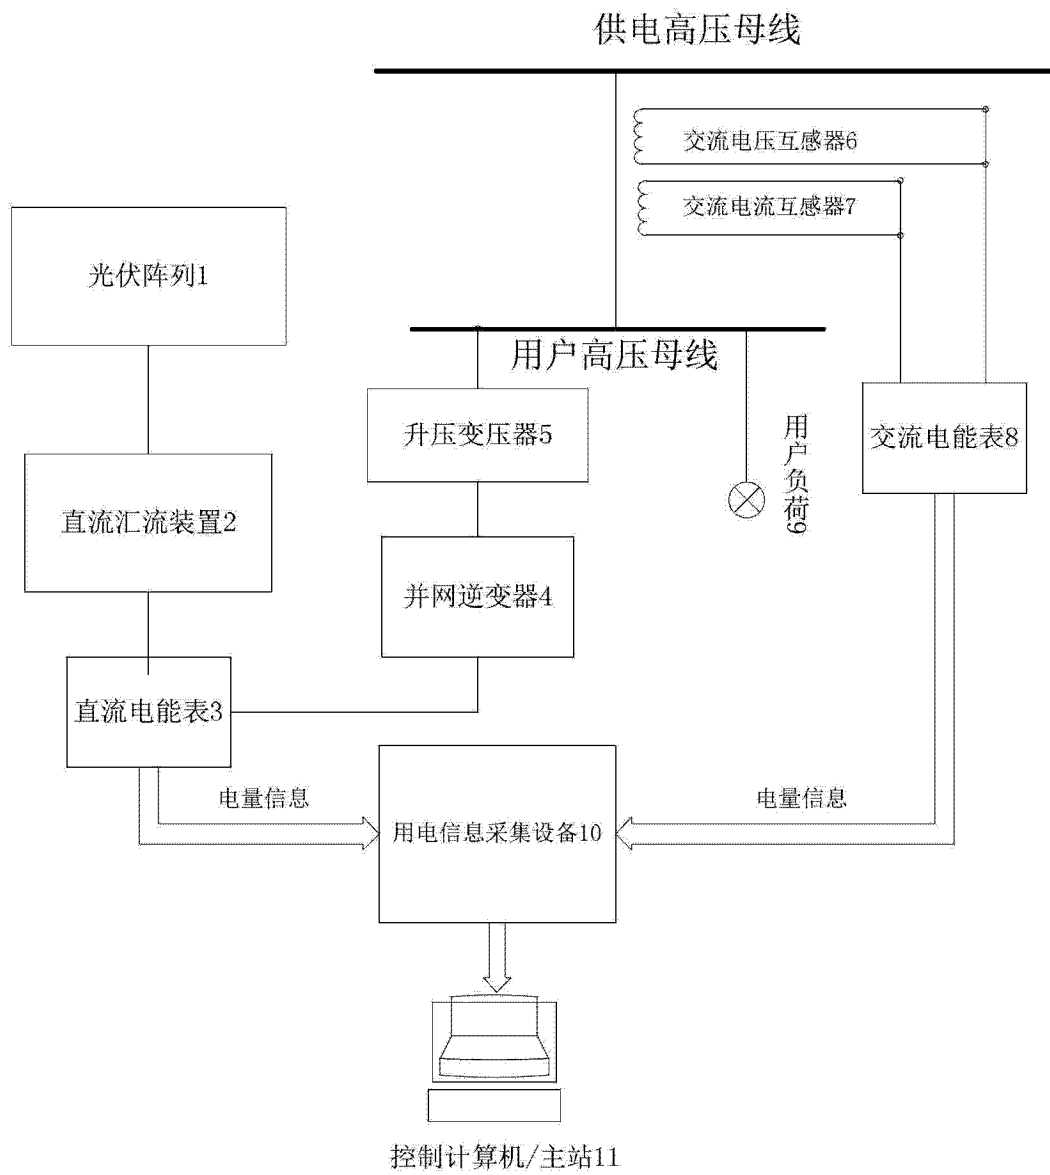 供电高压母线
交流电压互感器6
交流电流互感器7
光伏阵列1
用户高压母线
升压变压器5
用户负荷9
交流电能表8
直流汇流装置2
并网逆变器4
直流电能表3
电量信息
电量信息
用电信息采集设备10
控制计算机/主站11